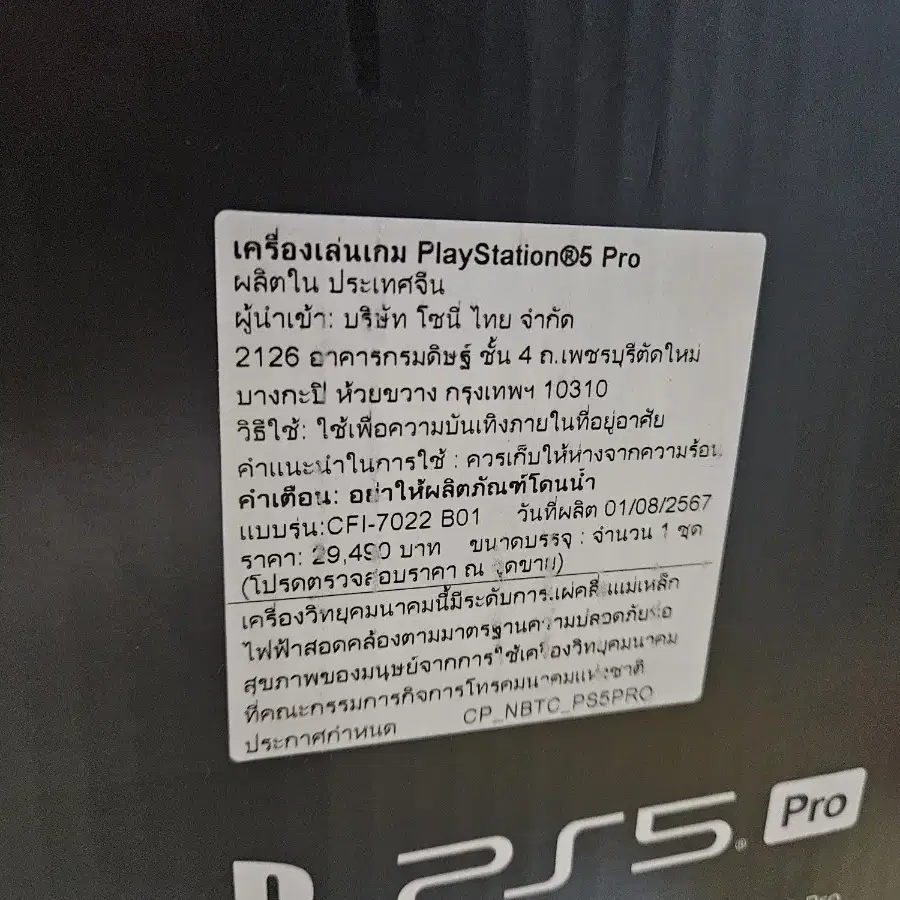 เครื่องเล่นเกม PlayStation®5 Pro
ผลิตใน ประเทศจีน
ผู้นำเข้า: บริษัท โซนี่ ไทย จำกัด
2126 อาคารกรมดิษฐ์ ชั้น 4 ถ.เพชรบุรีตัดใหม่
บางกะปิ ห้วยขวาง กรุงเทพฯ 10310
วิธีใช้: ใช้เพื่อความบันเทิงภายในที่อยู่อาศัย
คำแนะนำในการใช้ : ควรเก็บให้ห่างจากความร้อน
คำเตือน: อย่าให้ผลิตภัณฑ์โดนน้ำ
แบบรุ่น:CFI-7022 B01 วันที่ผลิต 01/08/2567
ราคา: 29,490 บาท ขนาดบรรจุ : จำนวน 1 ชุด
(โปรดตรวจสอบราคา ณ จุดขาย)
เครื่องวิทยุคมนาคมนี้มีระดับการแผ่คลื่นแม่เหล็ก
ไฟฟ้าสอดคล้องตามมาตรฐานความปลอดภัยต่อ
สุขภาพของมนุษย์จากการใช้เครื่องวิทยุคมนาคม
ที่คณะกรรมการกิจการโทรคมนาคมแห่งชาติ
ประกาศกำหนด CP_NBTC_PS5PRO
PS5® Pro
Pro